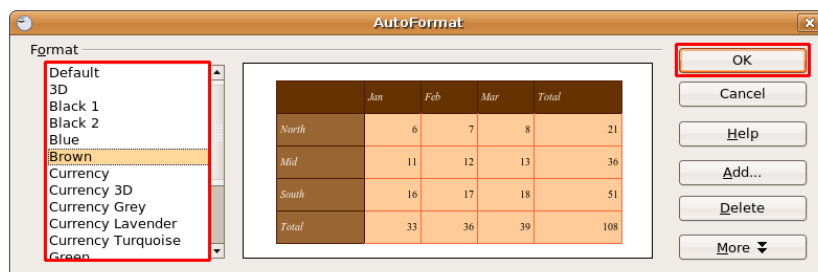 AutoFormat
Format
Default
3D
Black 1
Black 2
Blue
Brown
Currency
Currency 3D
Currency Grey
Currency Lavender
Currency Turquoise
Green
Jan Feb Mar Total
North 6 7 8 21
Mid 11 12 13 36
South 16 17 18 51
Total 33 36 39 108
OK
Cancel
Help
Add...
Delete
More